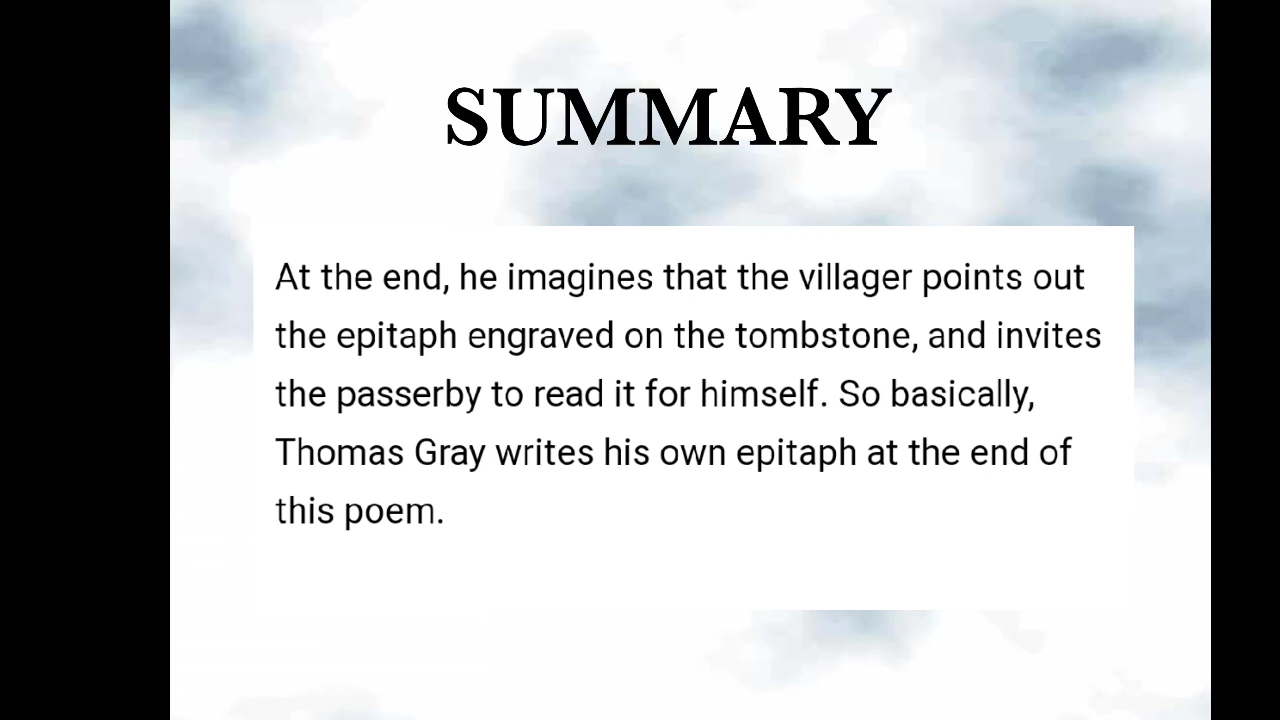 SUMMARY
At the end, he imagines that the villager points out
the epitaph engraved on the tombstone, and invites
the passerby to read it for himself. So basically,
Thomas Gray writes his own epitaph at the end of
this poem.